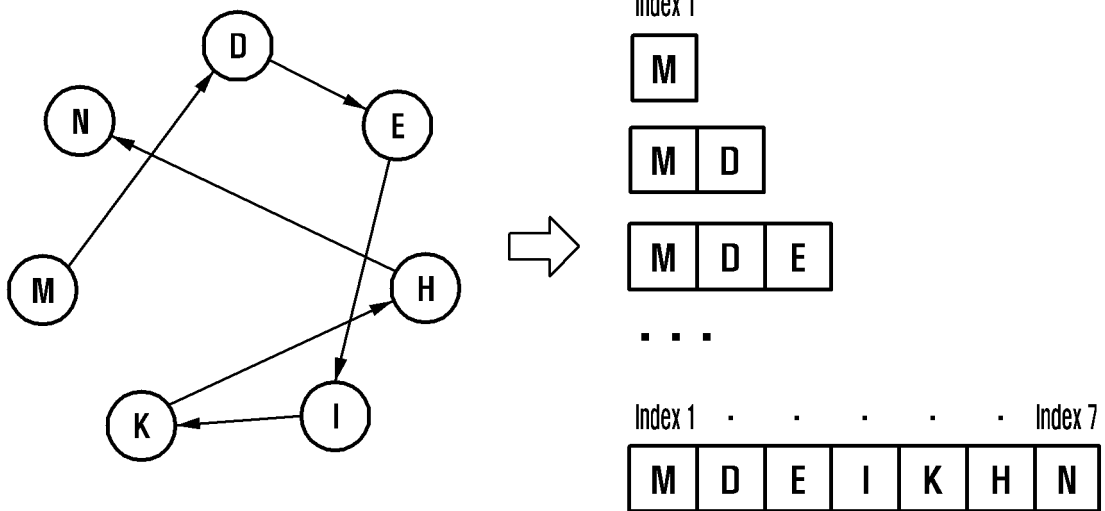 D
N
E
M
H
K
I
Index 1
M
M D
M D E
. . .
Index 1 . . . . . Index 7
M D E I K H N